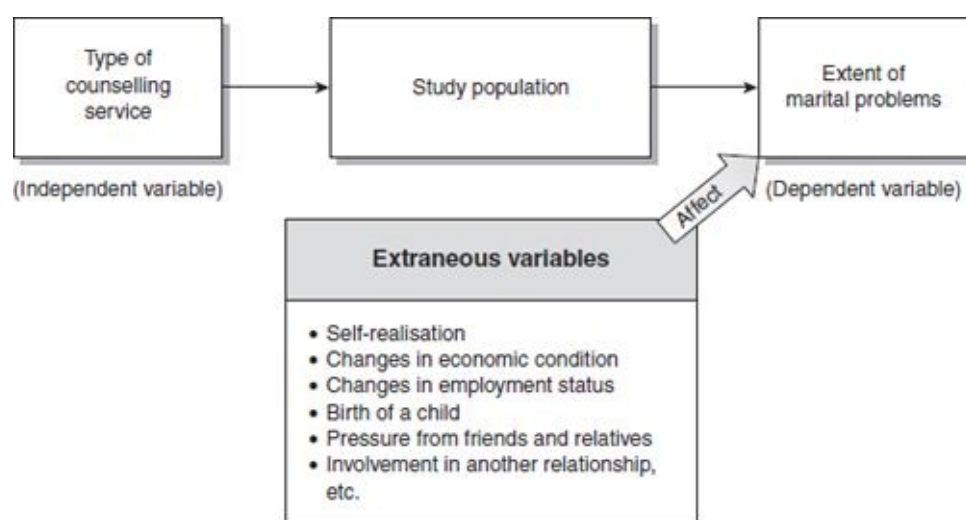 Type of
counselling
service
Study population
Extent of
marital problems
(Independent variable)
(Dependent variable)
Affect
Extraneous variables
• Self-realisation
• Changes in economic condition
• Changes in employment status
• Birth of a child
• Pressure from friends and relatives
• Involvement in another relationship,
etc.